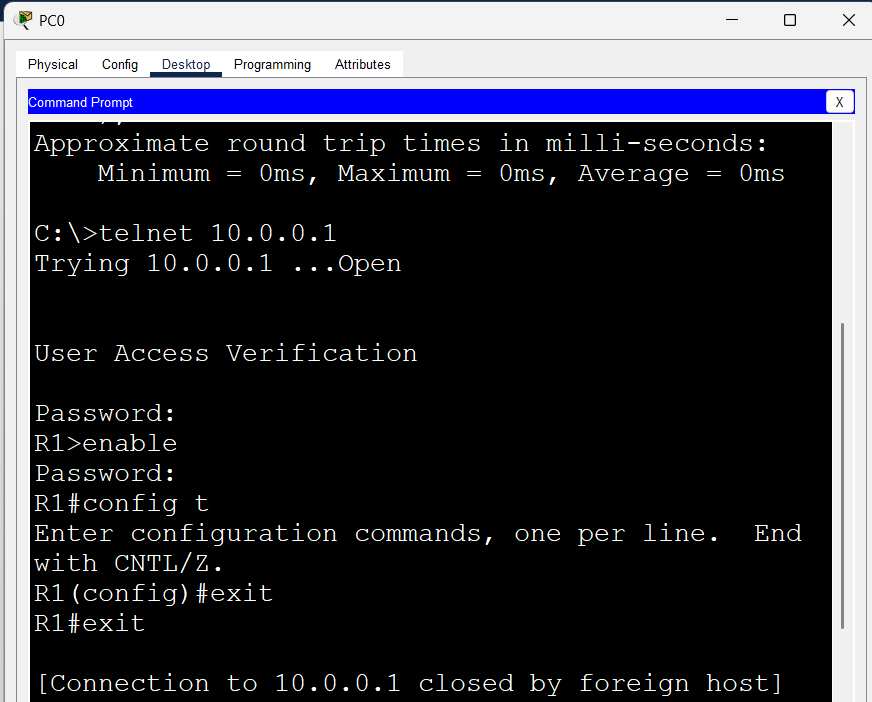 PC0
Physical Config Desktop Programming Attributes
Command Prompt X
Approximate round trip times in milli-seconds:
    Minimum = 0ms, Maximum = 0ms, Average = 0ms
C:\>telnet 10.0.0.1
Trying 10.0.0.1 ...Open
User Access Verification
Password:
R1>enable
Password:
R1#config t
Enter configuration commands, one per line.  End
with CNTL/Z.
R1(config)#exit
R1#exit
[Connection to 10.0.0.1 closed by foreign host]